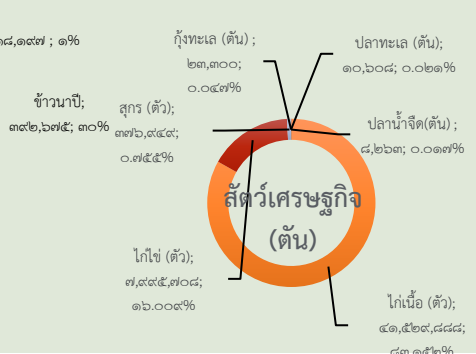 ๑๘,๑๙๗ ; ๑%
ข้าวนาปี;
๓๙๒,๖๗๕; ๓๐%
กุ้งทะเล (ตัน) ;
๒๓,๓๐๐;
๐.๐๔๗%
ปลาทะเล (ตัน);
๑๐,๖๐๘; ๐.๐๒๑%
สุกร (ตัว);
๓๗๖,๙๔๙;
๐.๗๕๕%
ปลาน้ำจืด(ตัน) ;
๘,๒๖๓; ๐.๐๑๗%
สัตว์เศรษฐกิจ
(ตัน)
ไก่ไข่ (ตัว);
๗,๙๙๕,๗๐๘;
๑๖.๐๐๙%
ไก่เนื้อ (ตัว);
๔๑,๕๒๙,๘๘๘;
๘๓.๑๕๒%